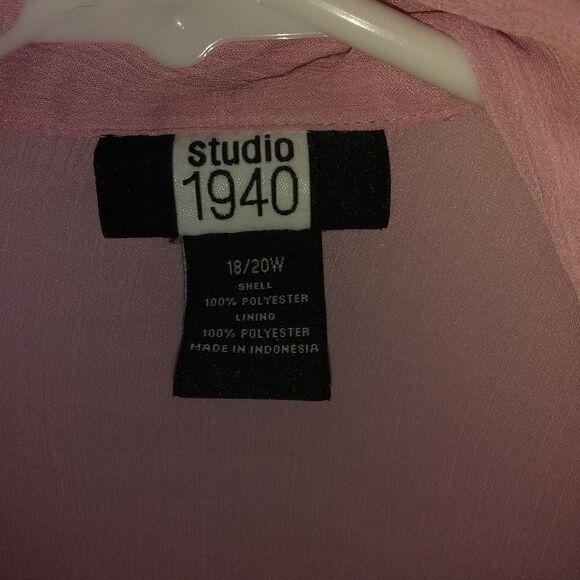 studio
1940
18/20W
SHELL
100% POLYESTER
LINING
100% POLYESTER
MADE IN INDONESIA